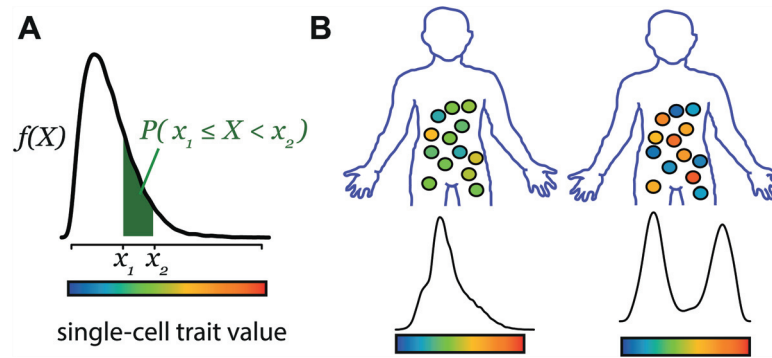 A
f(X)
P( x₁ ≤ X < x₂)
x₁ x₂
single-cell trait value
B